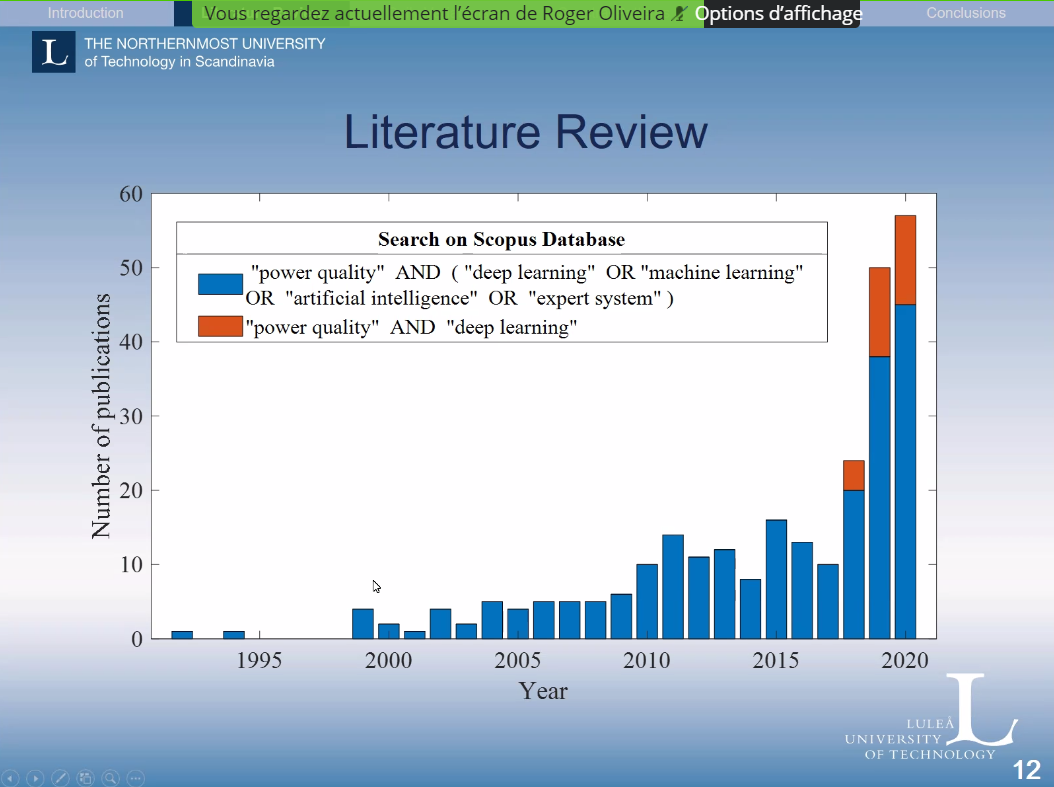 Introduction
Vous regardez actuellement l'écran de Roger Oliveira
Options d'affichage
Conclusions
L
THE NORTHERNMOST UNIVERSITY
of Technology in Scandinavia
Literature Review
60
50
40
30
20
10
0
Number of publications
Search on Scopus Database
"power quality" AND ( "deep learning" OR "machine learning"
OR "artificial intelligence" OR "expert system" )
"power quality" AND "deep learning"
1995 2000 2005 2010 2015 2020
Year
L
LULEÅ
UNIVERSITY
OF TECHNOLOGY
12